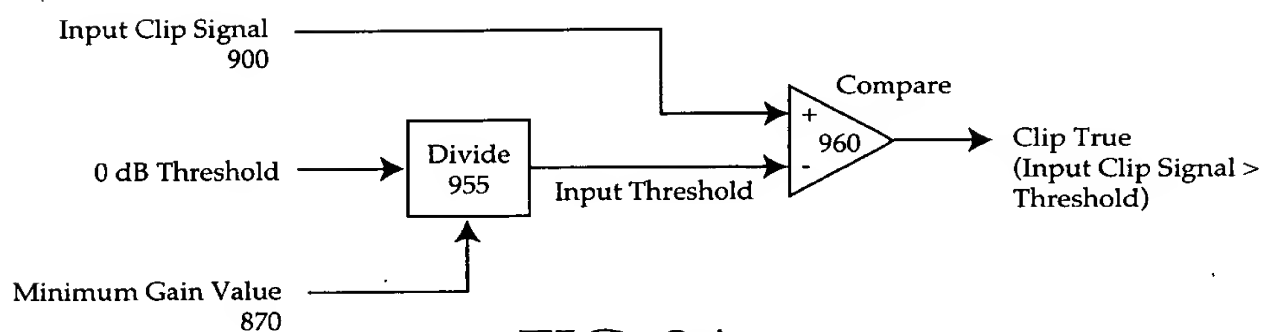 Input Clip Signal
900
Compare
+
960
-
Clip True
(Input Clip Signal >
Threshold)
0 dB Threshold
Divide
955
Input Threshold
Minimum Gain Value
870